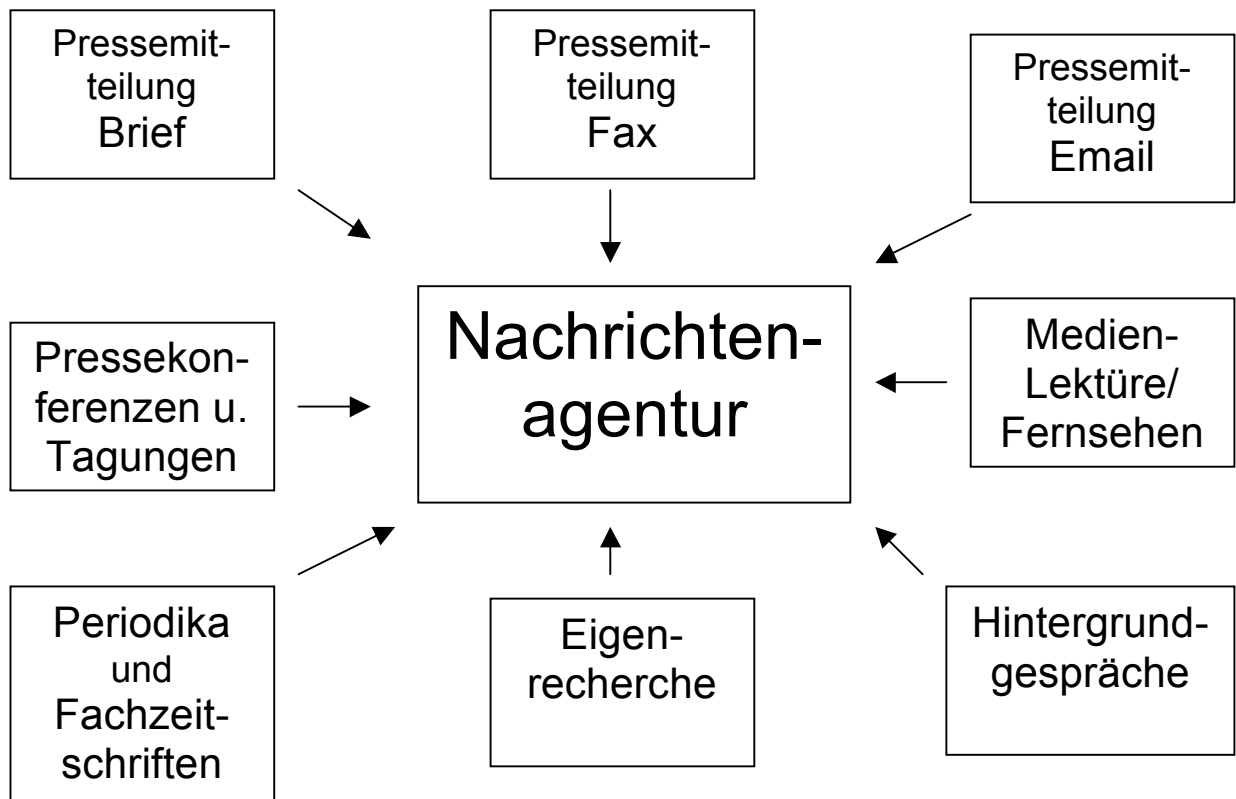 Pressemit-
teilung
Brief
Pressemit-
teilung
Fax
Pressemit-
teilung
Email
Pressekon-
ferenzen u.
Tagungen
Nachrichten-
agentur
Medien-
Lektüre/
Fernsehen
Periodika
und
Fachzeit-
schriften
Eigen-
recherche
Hintergrund-
gespräche